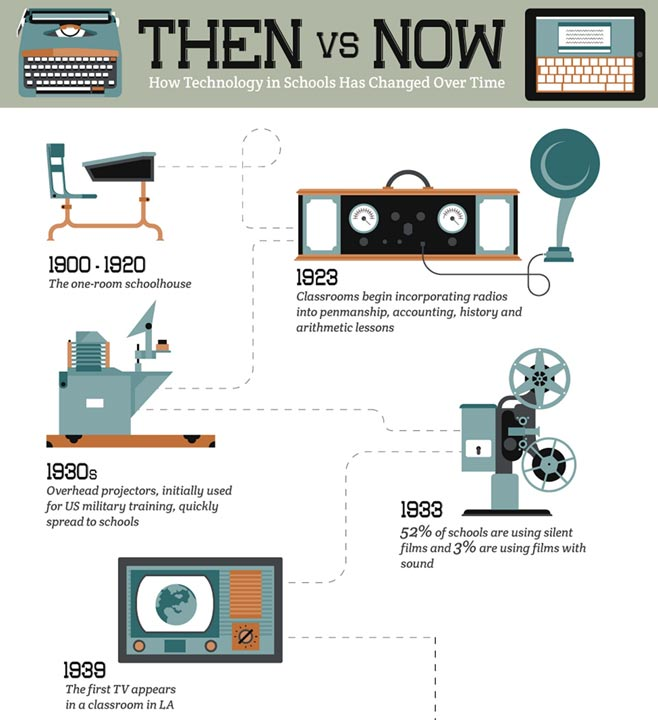 THEN VS NOW
How Technology in Schools Has Changed Over Time
1900 - 1920
The one-room schoolhouse
1923
Classrooms begin incorporating radios
into penmanship, accounting, history and
arithmetic lessons
1930s
Overhead projectors, initially used
for US military training, quickly
spread to schools
1933
52% of schools are using silent
films and 3% are using films with
sound
1939
The first TV appears
in a classroom in LA